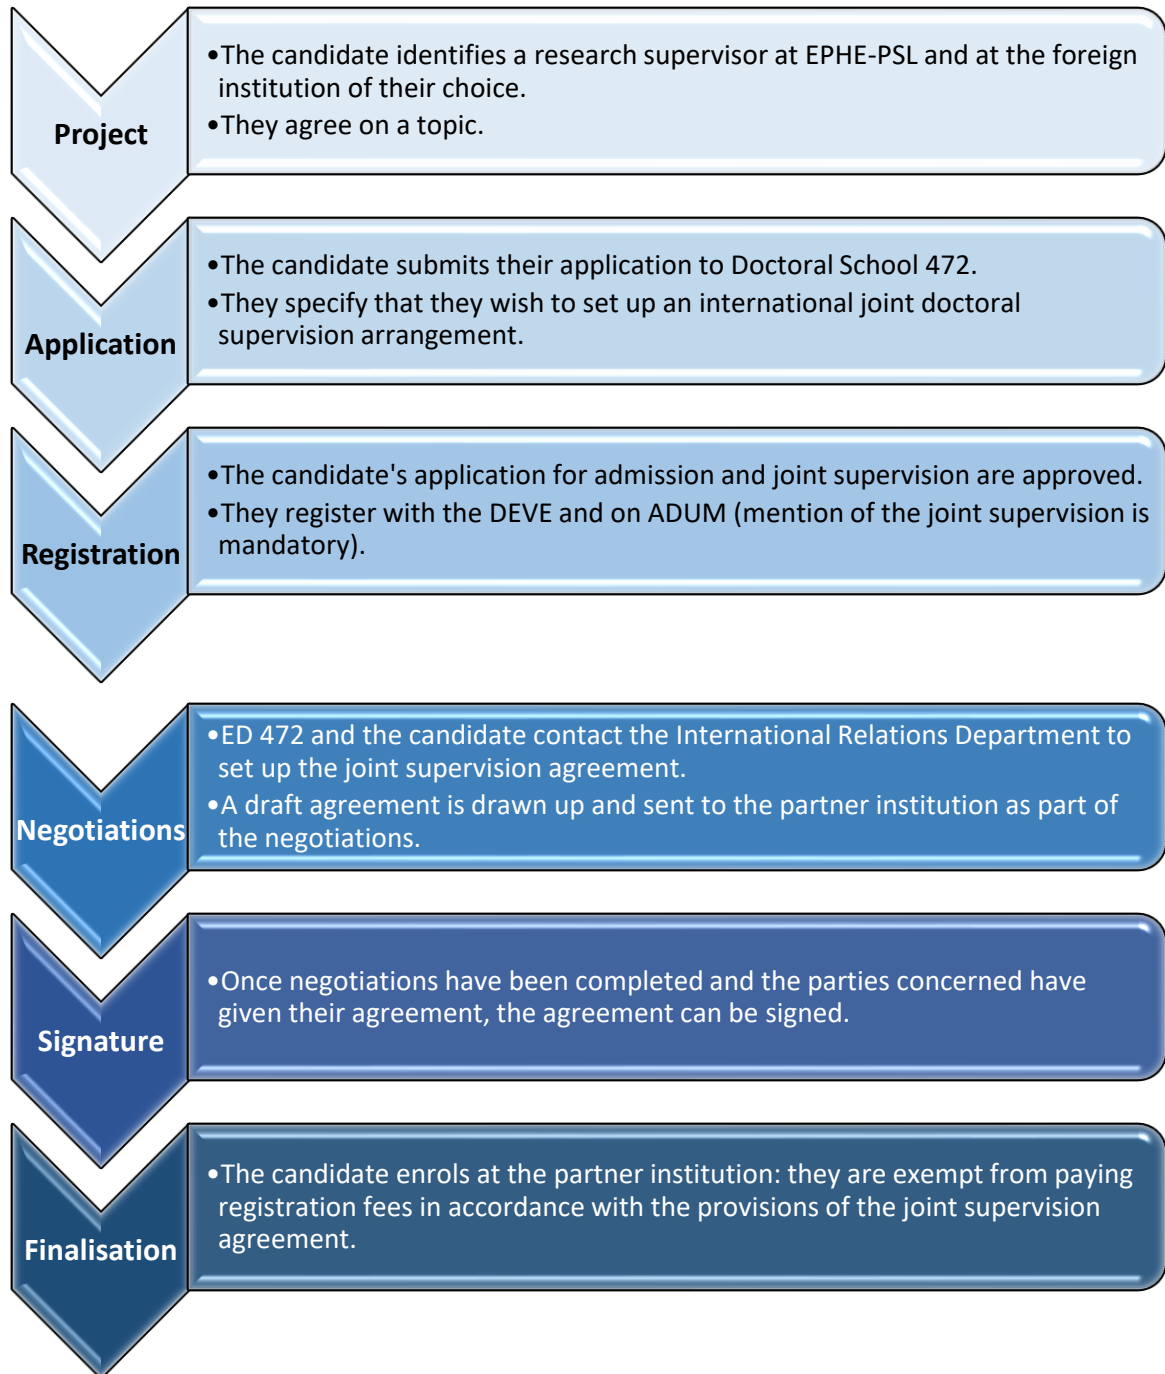 Project
•The candidate identifies a research supervisor at EPHE-PSL and at the foreign
institution of their choice.
•They agree on a topic.
Application
•The candidate submits their application to Doctoral School 472.
•They specify that they wish to set up an international joint doctoral
supervision arrangement.
Registration
•The candidate's application for admission and joint supervision are approved.
•They register with the DEVE and on ADUM (mention of the joint supervision is
mandatory).
Negotiations
•ED 472 and the candidate contact the International Relations Department to
set up the joint supervision agreement.
•A draft agreement is drawn up and sent to the partner institution as part of
the negotiations.
Signature
•Once negotiations have been completed and the parties concerned have
given their agreement, the agreement can be signed.
Finalisation
•The candidate enrols at the partner institution: they are exempt from paying
registration fees in accordance with the provisions of the joint supervision
agreement.